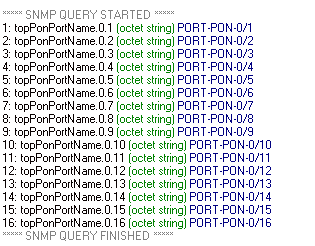 ***** SNMP QUERY STARTED *****
1: topPonPortName.0.1 (octet string) PORT-PON-0/1
2: topPonPortName.0.2 (octet string) PORT-PON-0/2
3: topPonPortName.0.3 (octet string) PORT-PON-0/3
4: topPonPortName.0.4 (octet string) PORT-PON-0/4
5: topPonPortName.0.5 (octet string) PORT-PON-0/5
6: topPonPortName.0.6 (octet string) PORT-PON-0/6
7: topPonPortName.0.7 (octet string) PORT-PON-0/7
8: topPonPortName.0.8 (octet string) PORT-PON-0/8
9: topPonPortName.0.9 (octet string) PORT-PON-0/9
10: topPonPortName.0.10 (octet string) PORT-PON-0/10
11: topPonPortName.0.11 (octet string) PORT-PON-0/11
12: topPonPortName.0.12 (octet string) PORT-PON-0/12
13: topPonPortName.0.13 (octet string) PORT-PON-0/13
14: topPonPortName.0.14 (octet string) PORT-PON-0/14
15: topPonPortName.0.15 (octet string) PORT-PON-0/15
16: topPonPortName.0.16 (octet string) PORT-PON-0/16
***** SNMP QUERY FINISHED *****